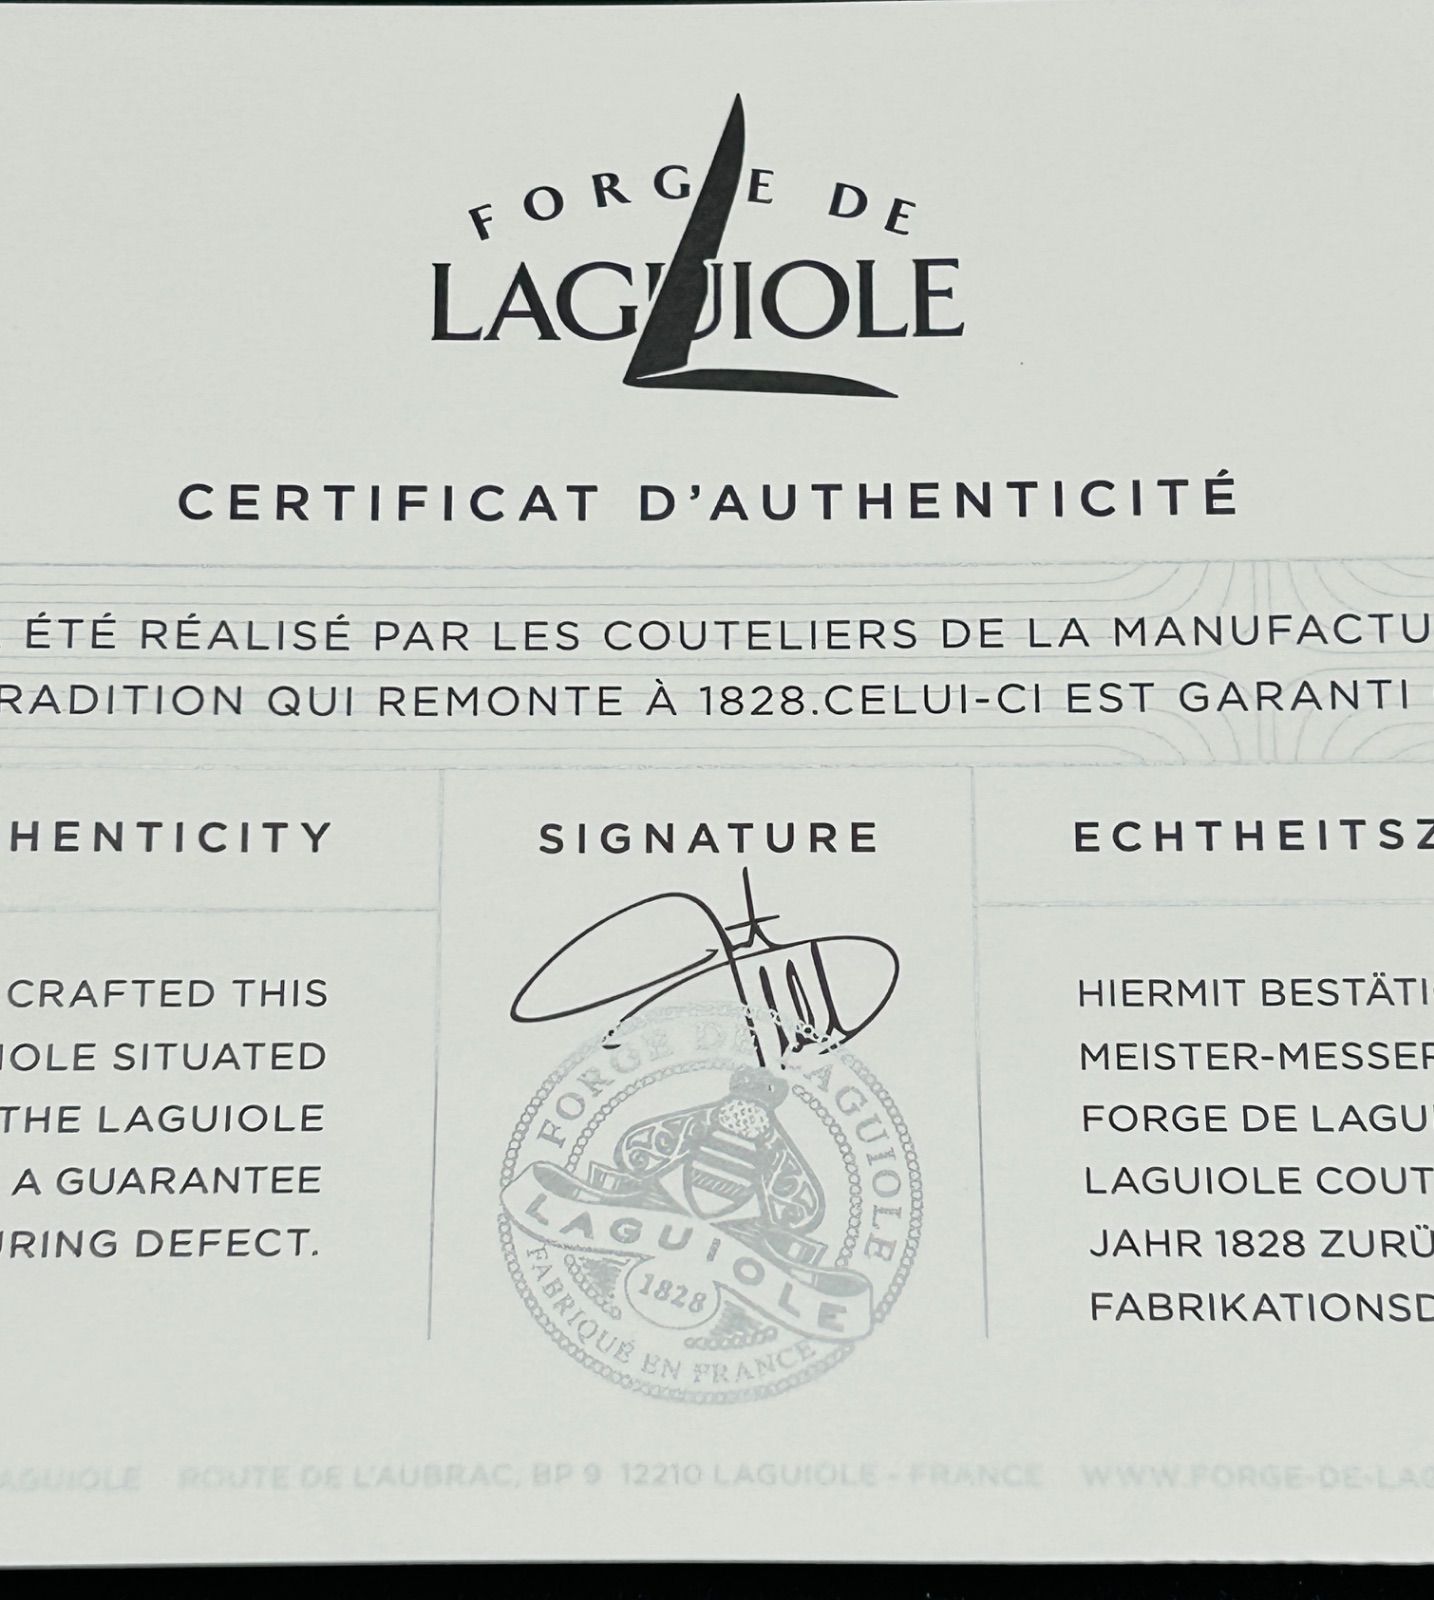 FORGE DE
LAGUIOLE
CERTIFICAT D'AUTHENTICITÉ
ÉTÉ RÉALISÉ PAR LES COUTELIERS DE LA MANUFACTU
RADITION QUI REMONTE À 1828.CELUI-CI EST GARANTI
HENTICITY
CRAFTED THIS
IOLE SITUATED
THE LAGUIOLE
A GUARANTEE
URING DEFECT.
SIGNATURE
FORGE DE LAGUIOLE
LAGUIOLE
1828
FABRIQUÉ EN FRANCE
ECHTHEITSZ
HIERMIT BESTÄTI
MEISTER-MESSER
FORGE DE LAGUI
LAGUIOLE COUT
JAHR 1828 ZURÜ
FABRIKATIONSD
AGUIOLE ROUTE DE L'AUBRAC, BP 9 12210 LAGUIOLE - FRANCE WWW.FORGE-DE-LAG